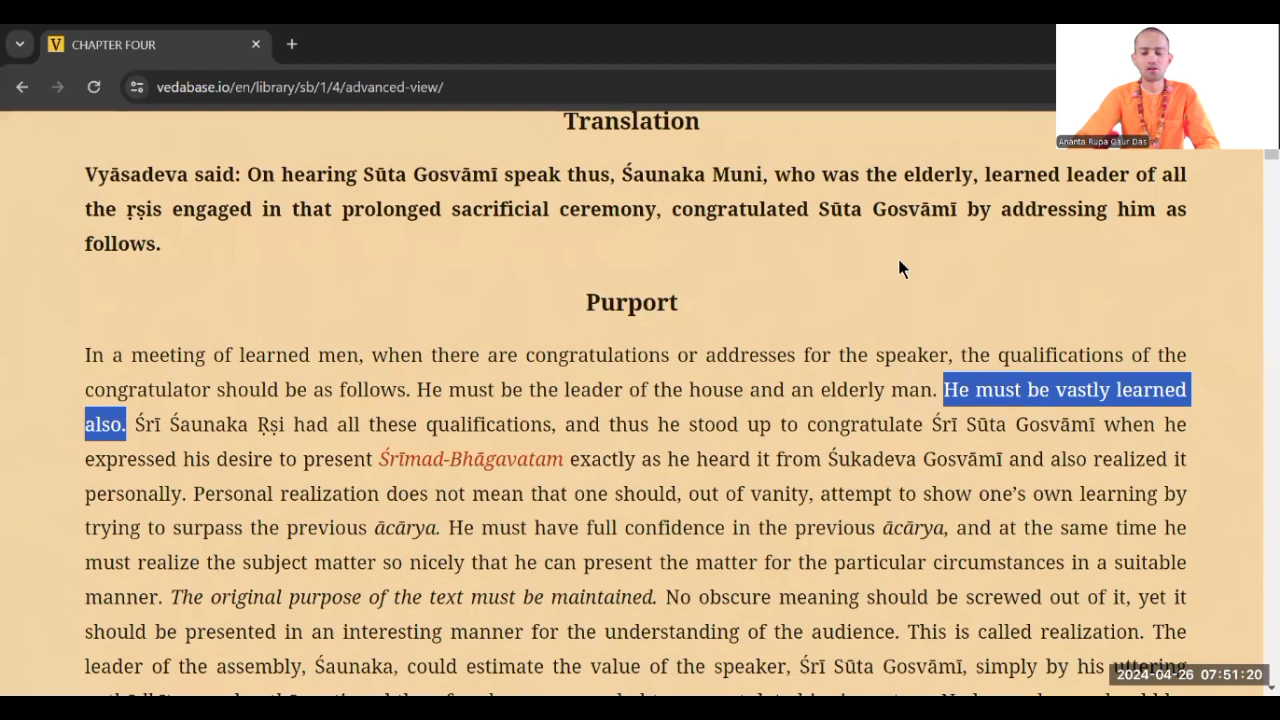 CHAPTER FOUR
vedabase.io/en/library/sb/1/4/advanced-view/
Ananta Rupa Gaur Das
Translation
Vyāsadeva said: On hearing Sūta Gosvāmī speak thus, Śaunaka Muni, who was the elderly, learned leader of all
the ṛṣis engaged in that prolonged sacrificial ceremony, congratulated Sūta Gosvāmī by addressing him as
follows.
Purport
In a meeting of learned men, when there are congratulations or addresses for the speaker, the qualifications of the
congratulator should be as follows. He must be the leader of the house and an elderly man. He must be vastly learned
also. Śrī Śaunaka Ṛṣi had all these qualifications, and thus he stood up to congratulate Śrī Sūta Gosvāmī when he
expressed his desire to present Śrīmad-Bhāgavatam exactly as he heard it from Śukadeva Gosvāmī and also realized it
personally. Personal realization does not mean that one should, out of vanity, attempt to show one’s own learning by
trying to surpass the previous ācārya. He must have full confidence in the previous ācārya, and at the same time he
must realize the subject matter so nicely that he can present the matter for the particular circumstances in a suitable
manner. The original purpose of the text must be maintained. No obscure meaning should be screwed out of it, yet it
should be presented in an interesting manner for the understanding of the audience. This is called realization. The
leader of the assembly, Śaunaka, could estimate the value of the speaker, Śrī Sūta Gosvāmī, simply by his uttering
2024-04-26 07:51:20